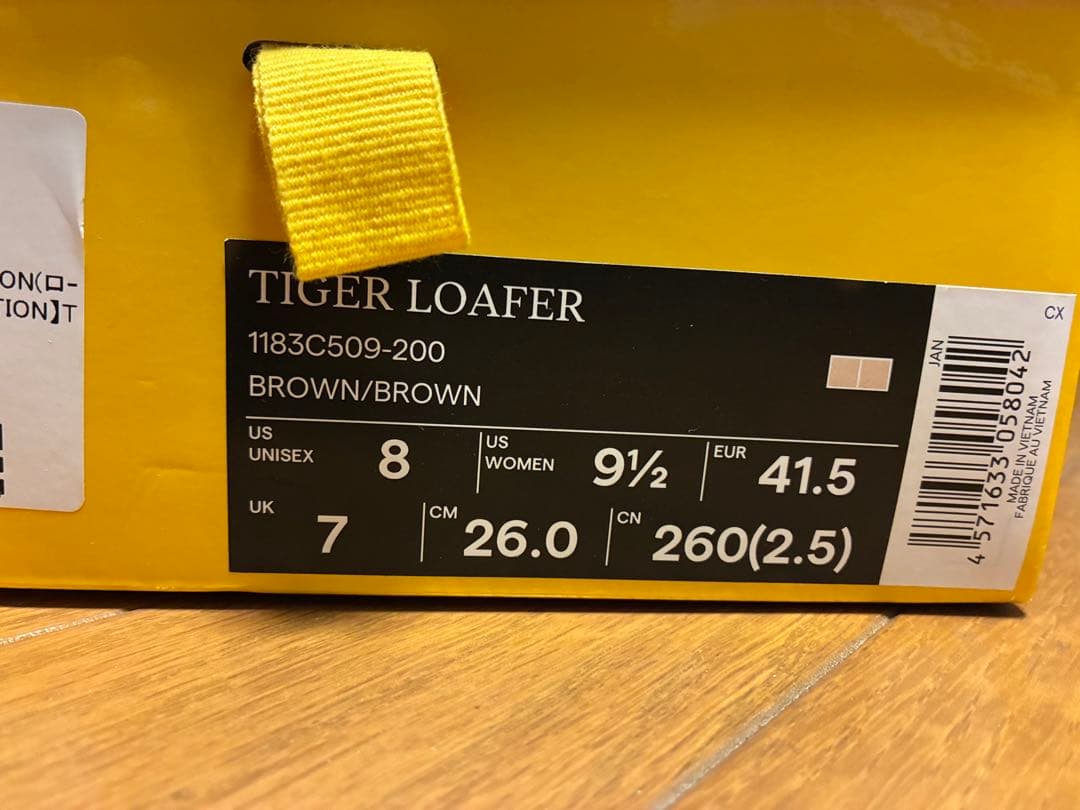 ON(ロー
TION】T
TIGER LOAFER
1183C509-200
BROWN/BROWN
US UNISEX 8
US WOMEN 9½
EUR 41.5
UK 7
CM 26.0
CN 260(2.5)
CX
JAN
4 571633 058042
MADE IN VIETNAM
FABRIQUE AU VIETNAM